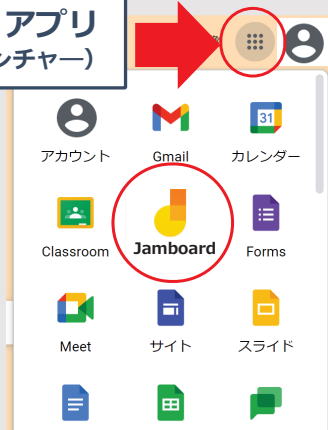 アプリ
ンチャー）
アカウント
Gmail
31
カレンダー
Classroom
Jamboard
Forms
Meet
サイト
スライド